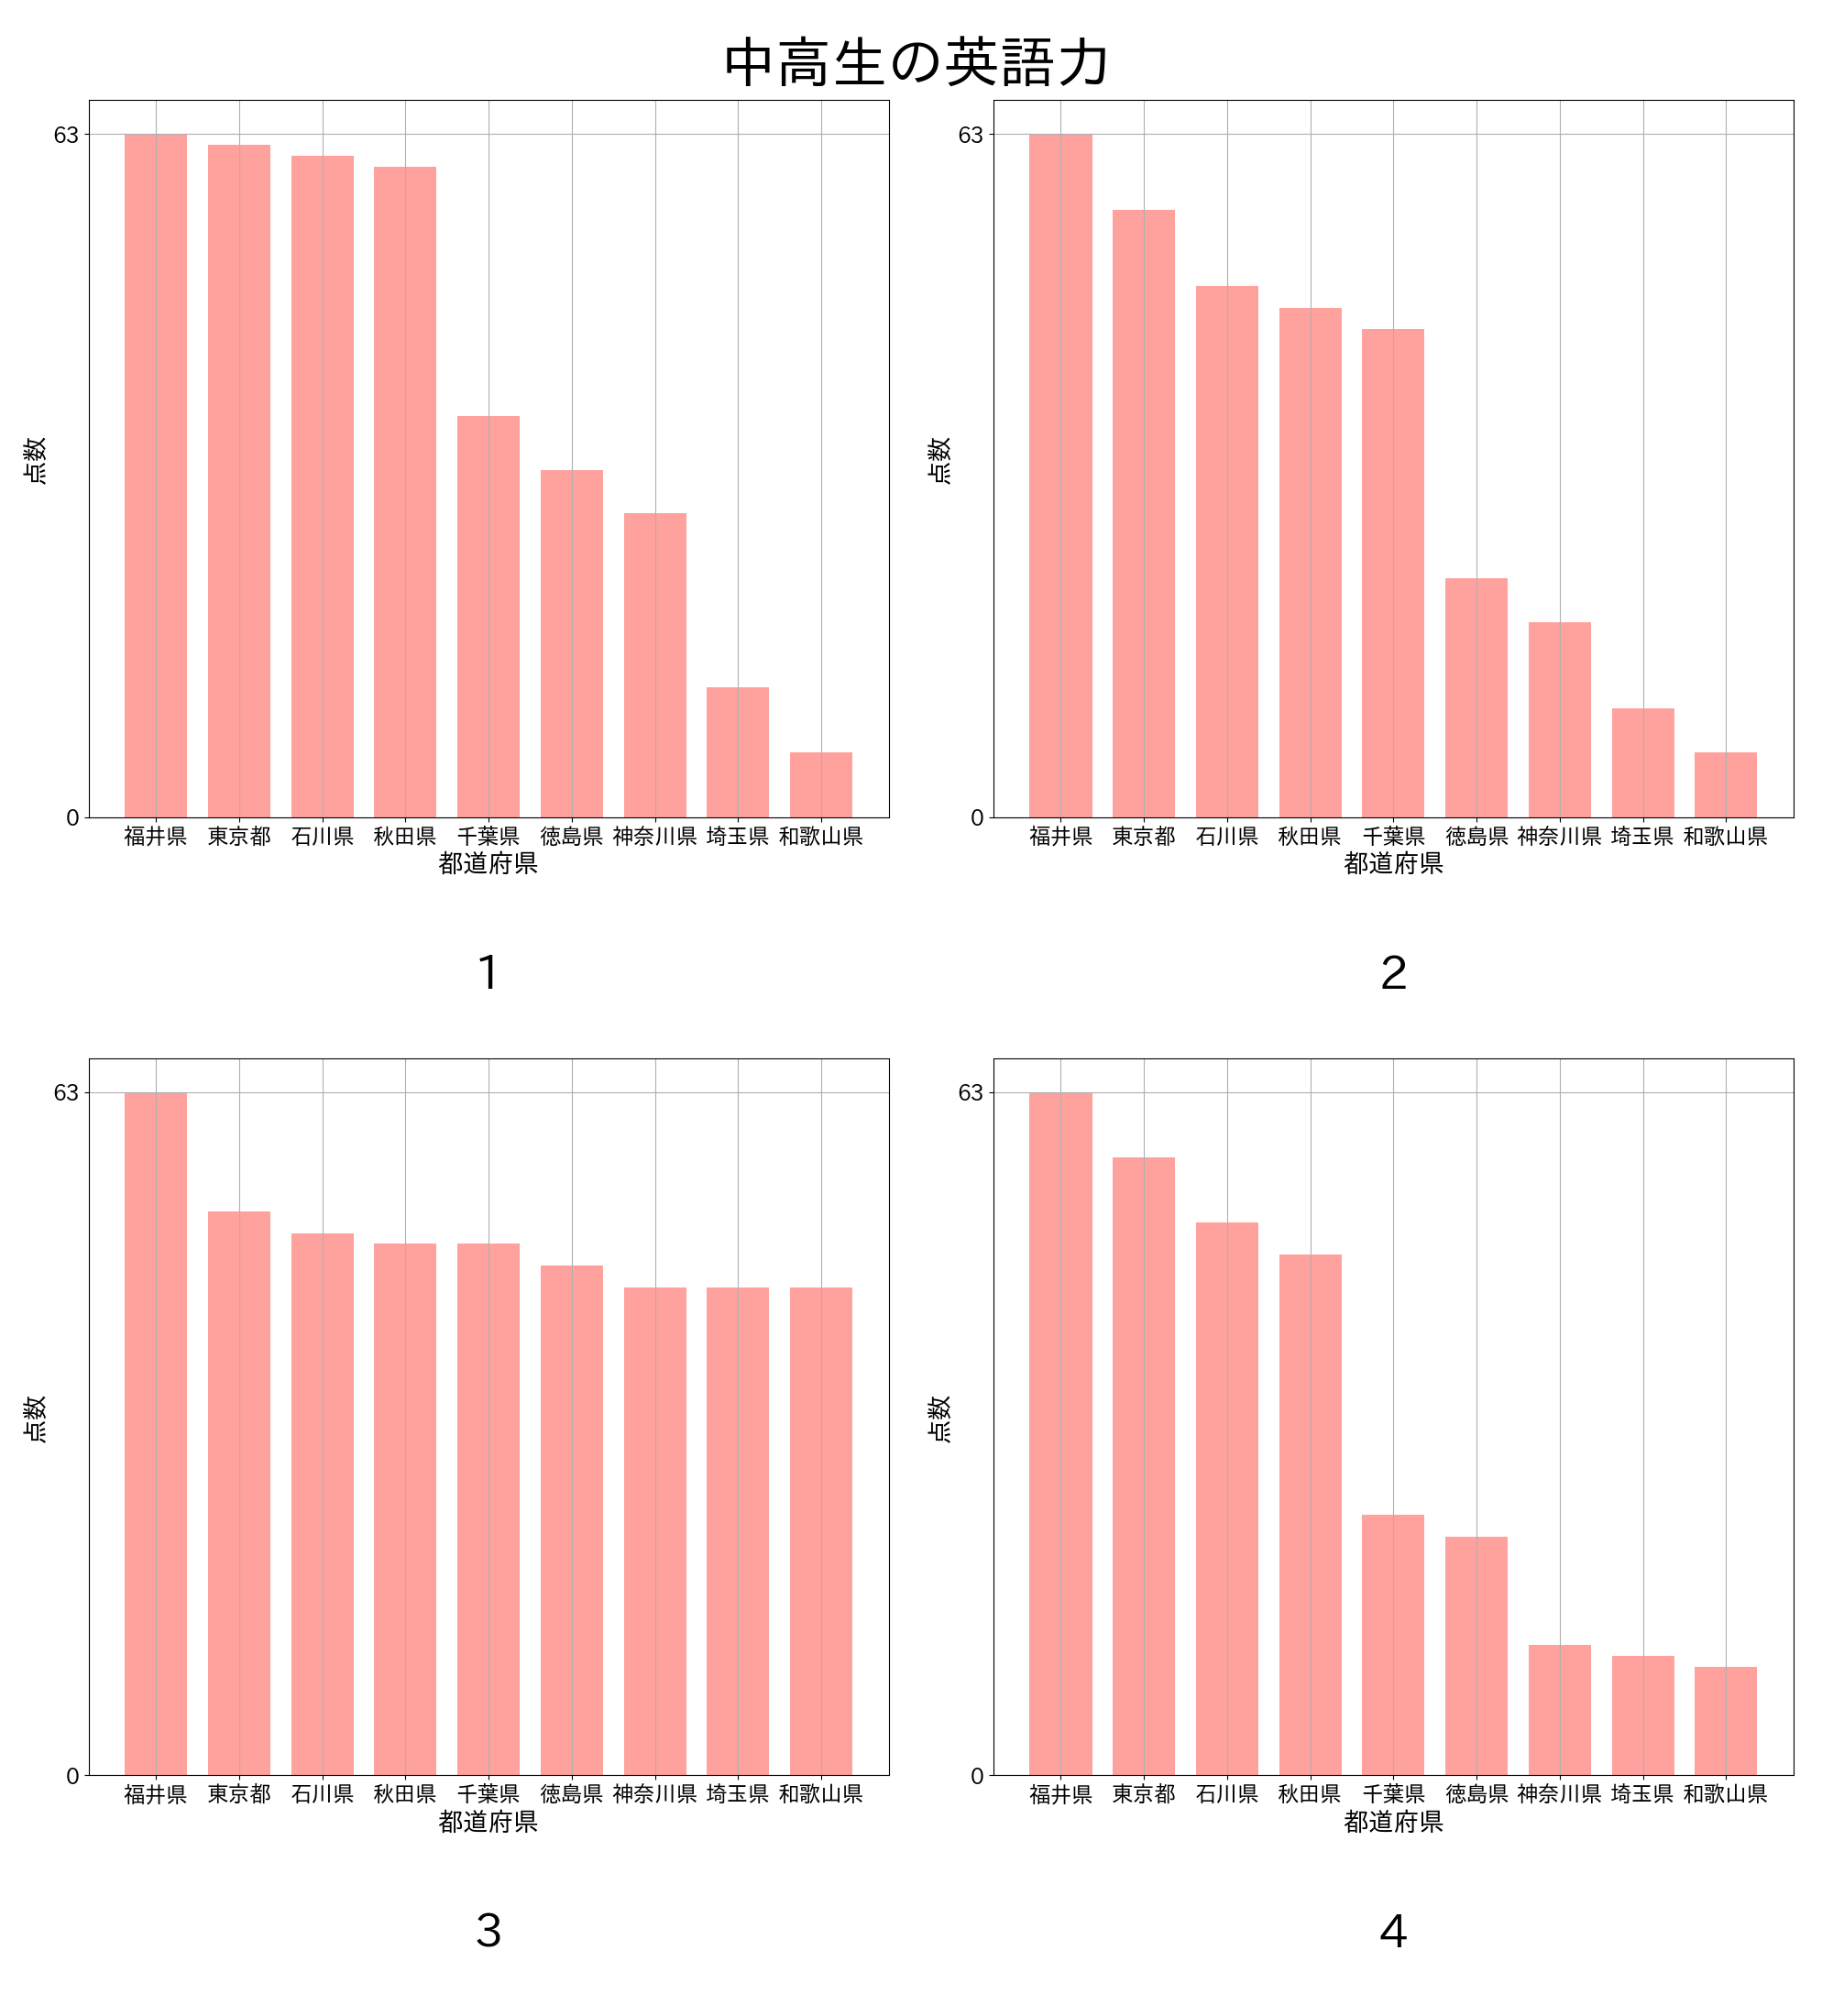 中高生の英語力
63
0
点数
福井県 東京都 石川県 秋田県 千葉県 徳島県 神奈川県 埼玉県 和歌山県
都道府県
1
63
0
点数
福井県 東京都 石川県 秋田県 千葉県 徳島県 神奈川県 埼玉県 和歌山県
都道府県
2
63
0
点数
福井県 東京都 石川県 秋田県 千葉県 徳島県 神奈川県 埼玉県 和歌山県
都道府県
3
63
0
点数
福井県 東京都 石川県 秋田県 千葉県 徳島県 神奈川県 埼玉県 和歌山県
都道府県
4